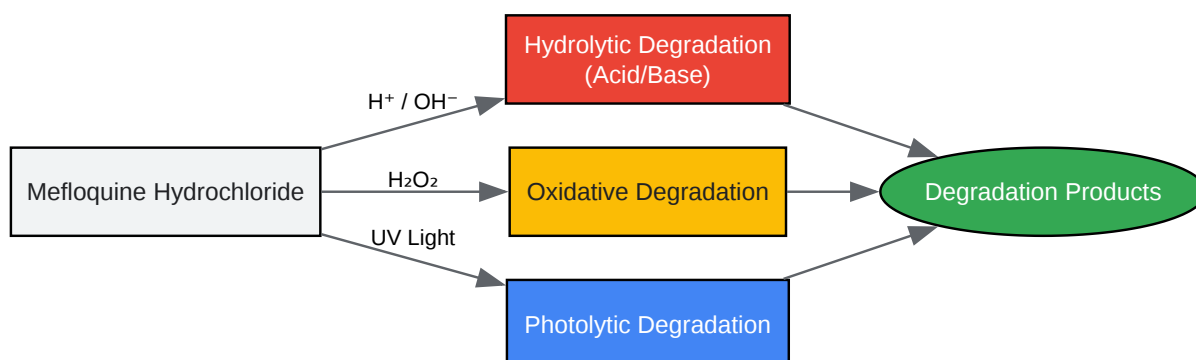 Hydrolytic Degradation
(Acid/Base)
H⁺ / OH⁻
Mefloquine Hydrochloride
H₂O₂
Oxidative Degradation
Degradation Products
UV Light
Photolytic Degradation